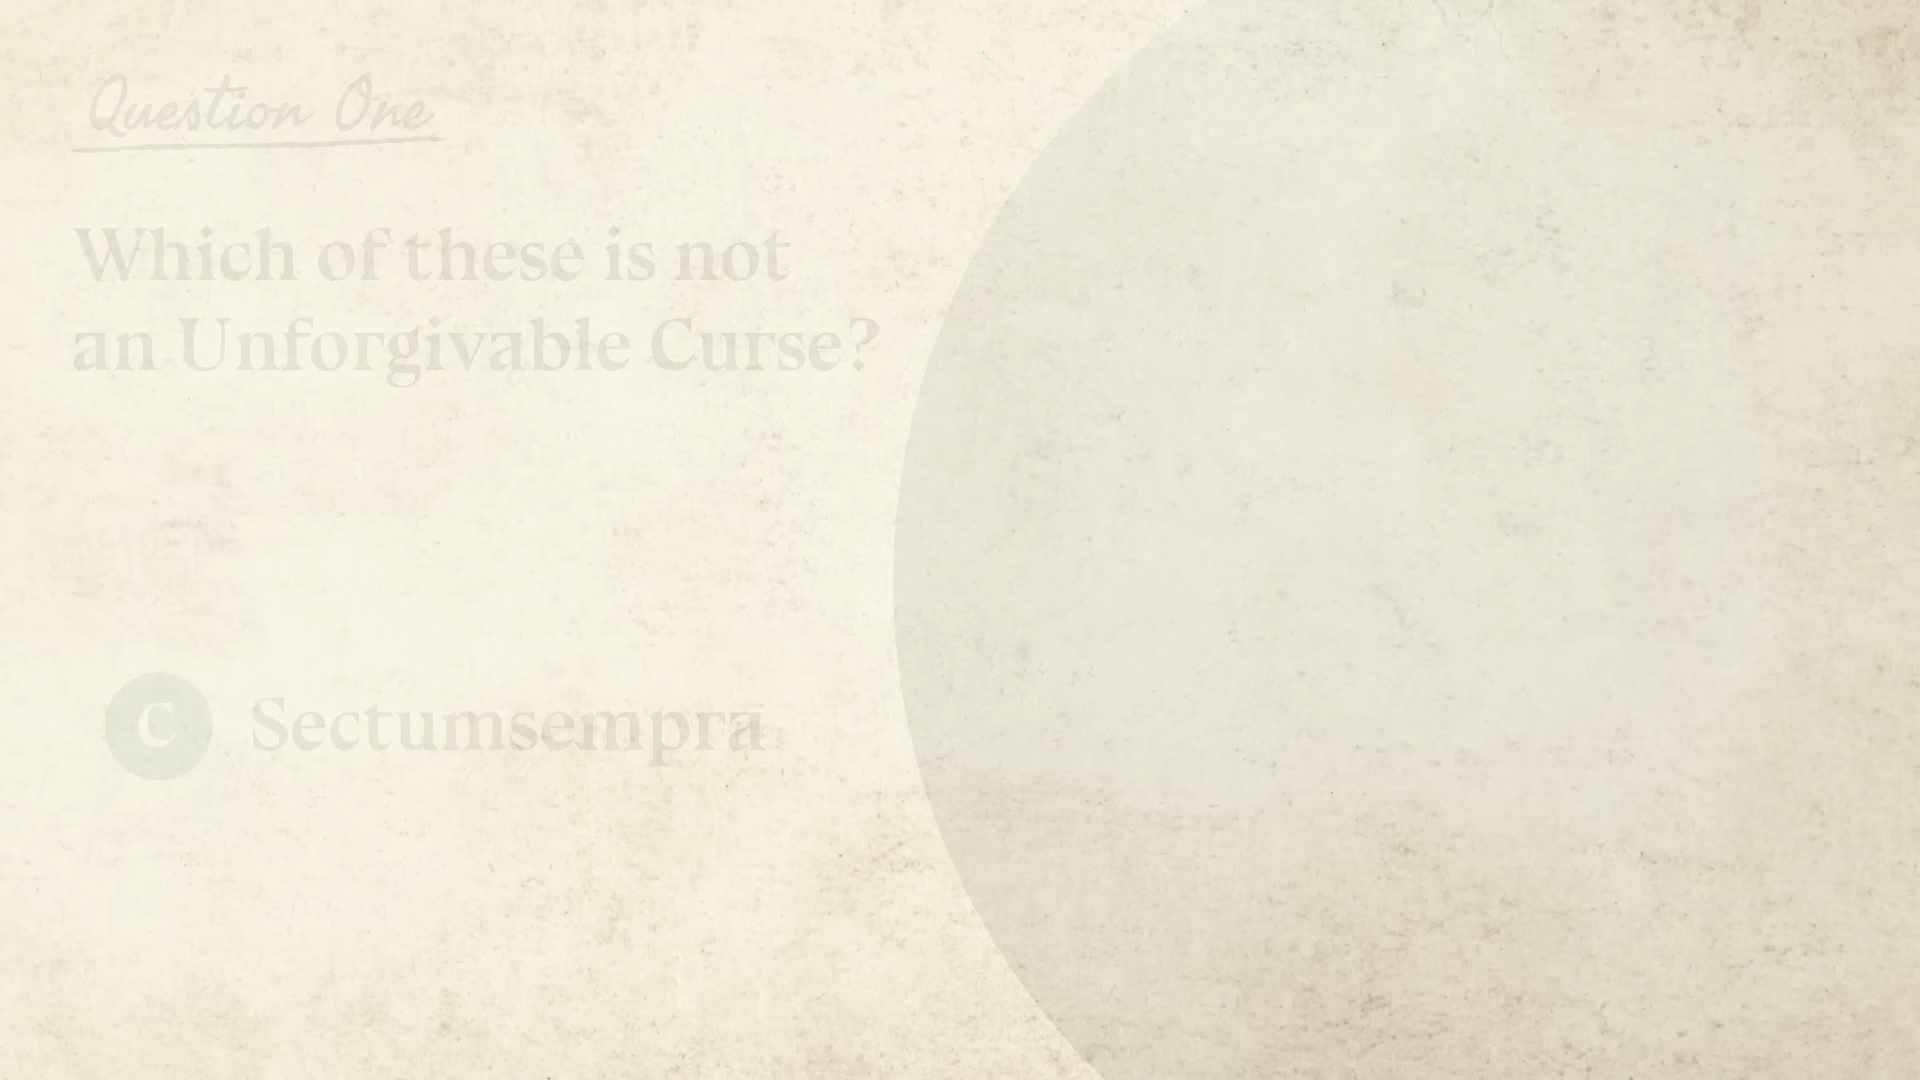 Question One
Which of these is not
an Unforgivable Curse?
C Sectumsempra